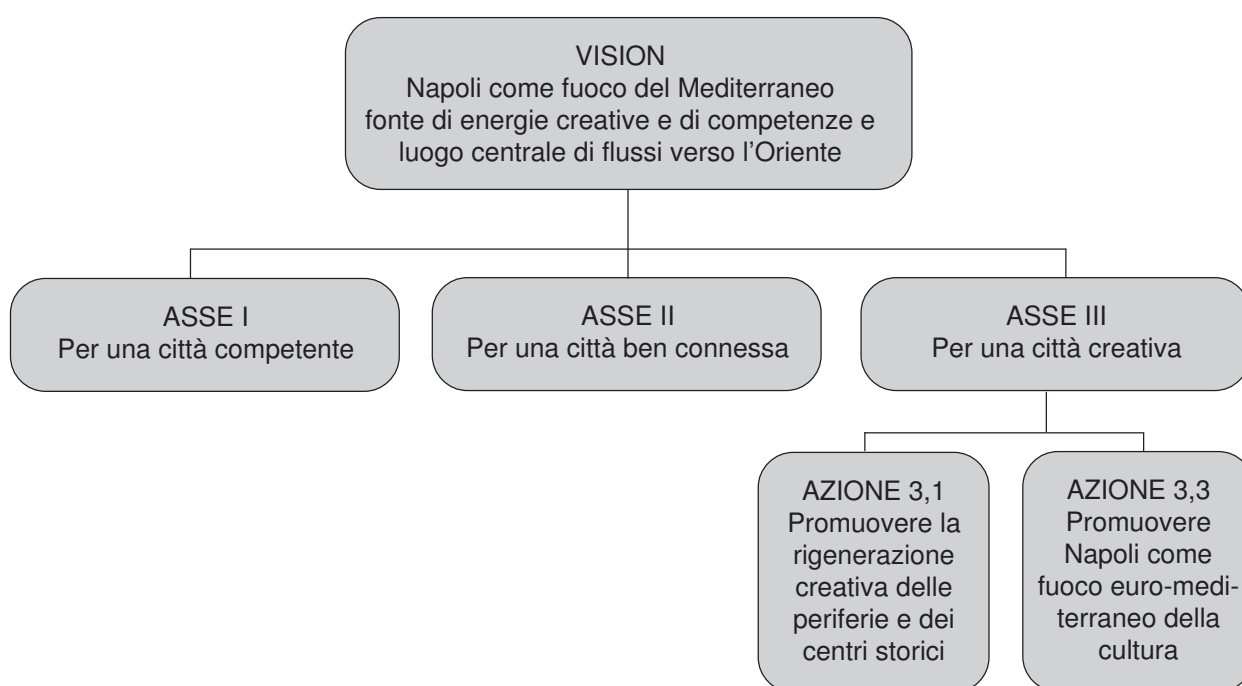 VISION
Napoli come fuoco del Mediterraneo
fonte di energie creative e di competenze e
luogo centrale di flussi verso l'Oriente
ASSE I
Per una città competente
ASSE II
Per una città ben connessa
ASSE III
Per una città creativa
AZIONE 3,1
Promuovere la
rigenerazione
creativa delle
periferie e dei
centri storici
AZIONE 3,3
Promuovere
Napoli come
fuoco euro-medi-
terraneo della
cultura